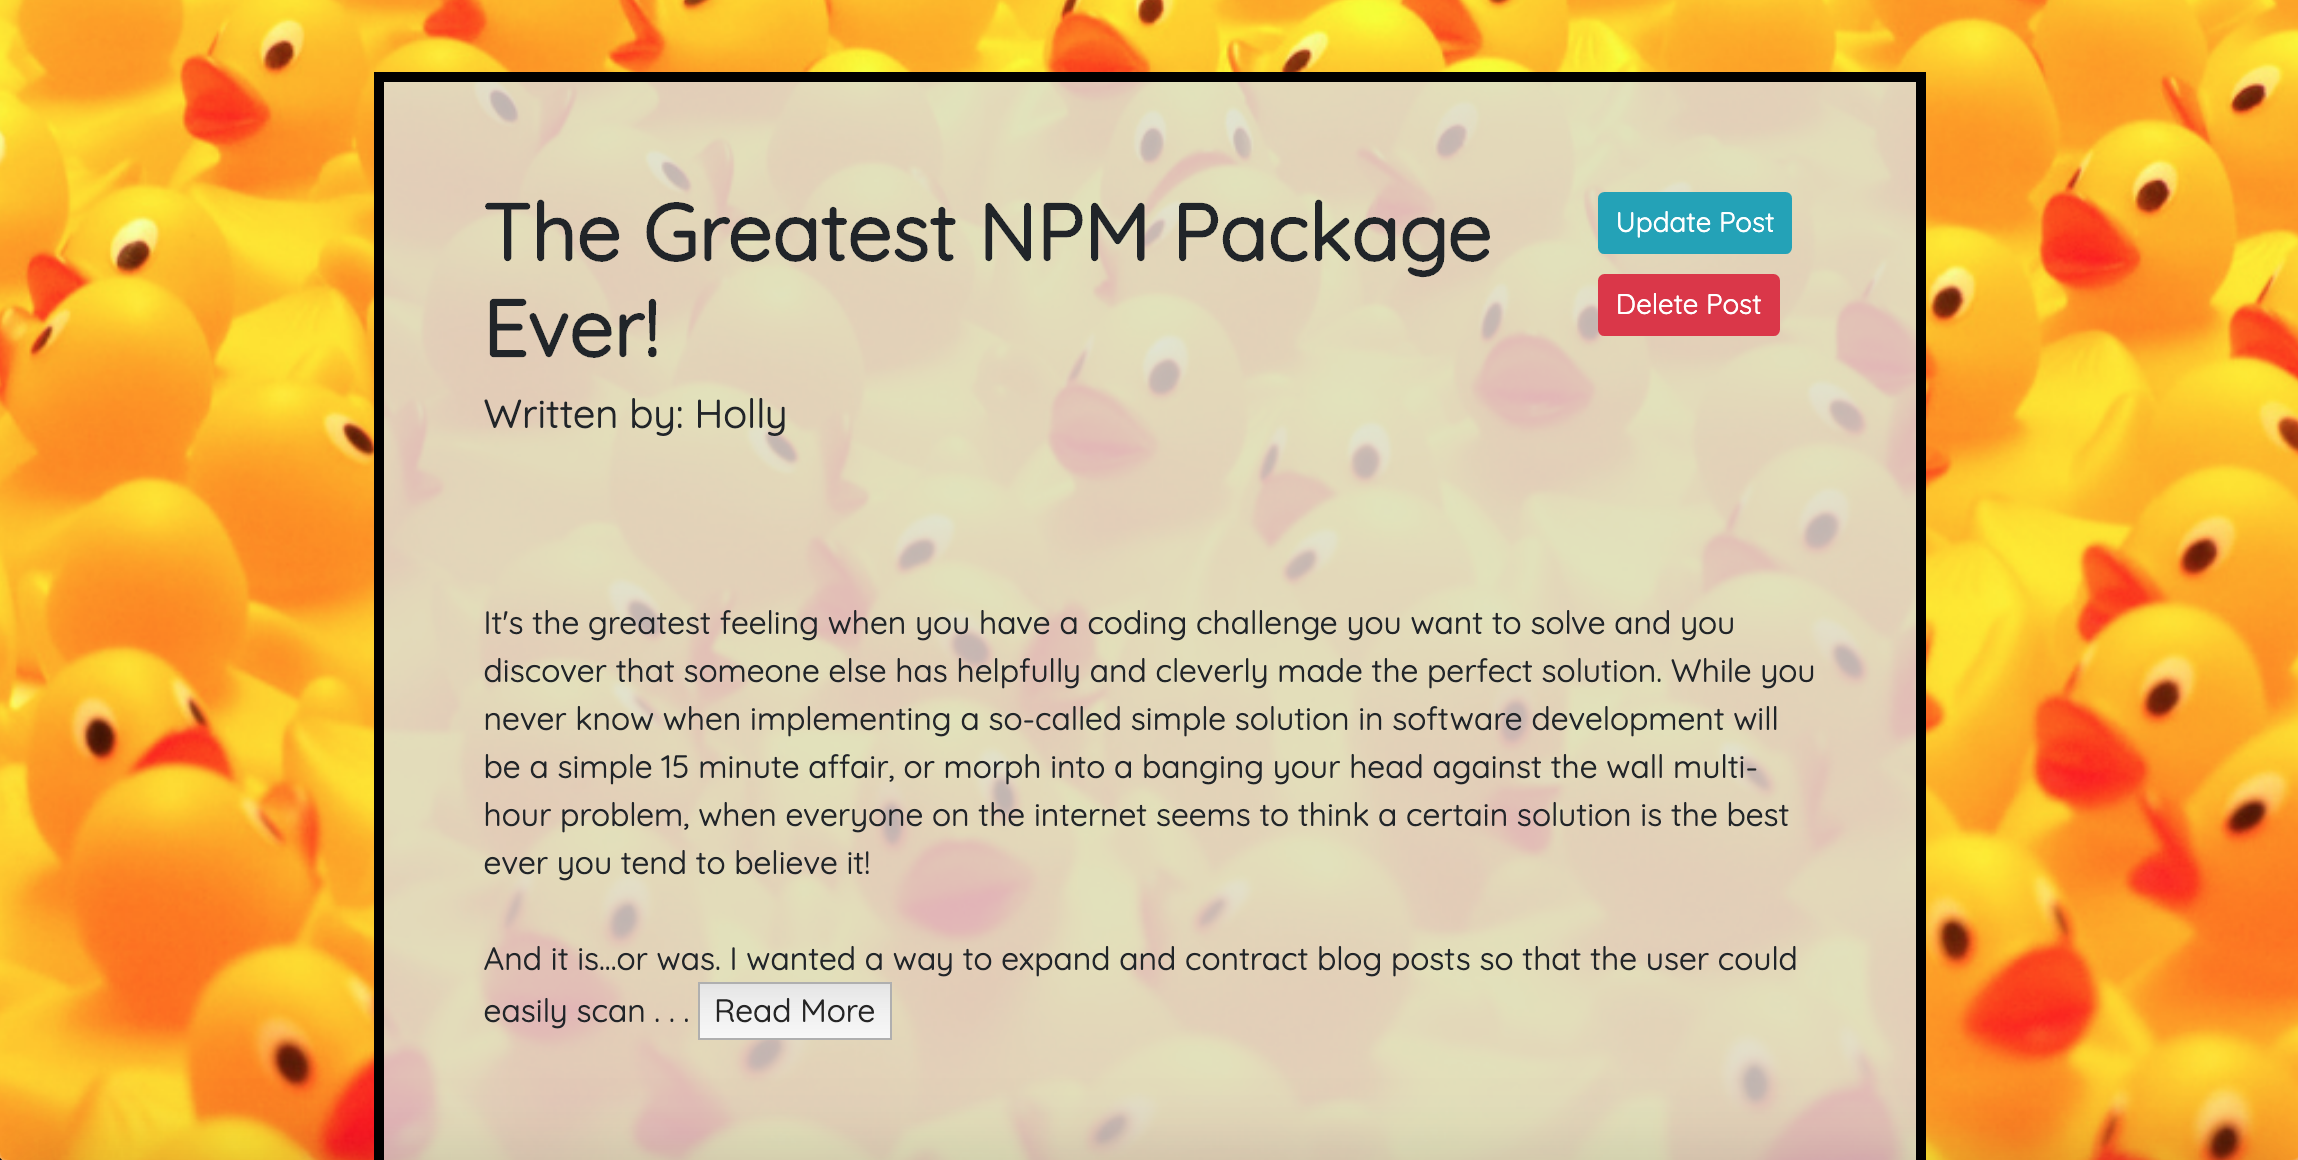 The Greatest NPM Package
Ever!
Update Post
Delete Post
Written by: Holly
It's the greatest feeling when you have a coding challenge you want to solve and you
discover that someone else has helpfully and cleverly made the perfect solution. While you
never know when implementing a so-called simple solution in software development will
be a simple 15 minute affair, or morph into a banging your head against the wall multi-
hour problem, when everyone on the internet seems to think a certain solution is the best
ever you tend to believe it!
And it is...or was. I wanted a way to expand and contract blog posts so that the user could
easily scan . . . Read More